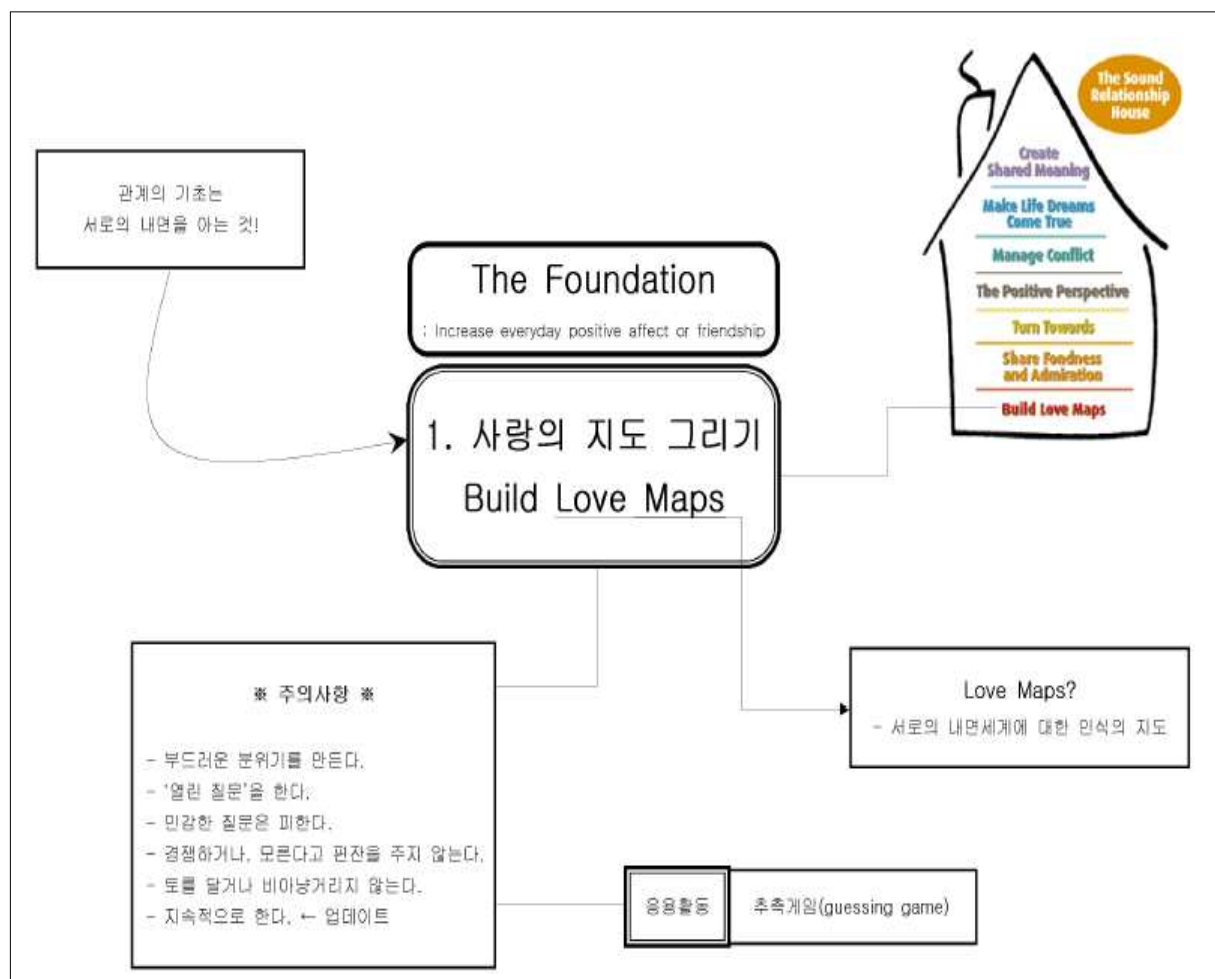 The Sound
Relationship
House
Create
Shared Meaning
Make Life Dreams
Come True
Manage Conflict
The Positive Perspective
Turn Towards
Share Fondness
and Admiration
Build Love Maps
관계의 기초는
서로의 내면을 아는 것!
The Foundation
: Increase everyday positive affect or friendship
1. 사랑의 지도 그리기
Build Love Maps
※ 주의사항 ※
- 부드러운 분위기를 만든다.
- '열린 질문'을 한다.
- 민감한 질문은 피한다.
- 경쟁하거나, 모른다고 핀잔을 주지 않는다.
- 토를 달거나 비아냥거리지 않는다.
- 지속적으로 한다. ← 업데이트
Love Maps?
- 서로의 내면세계에 대한 인식의 지도
응용활동
추측게임(guessing game)